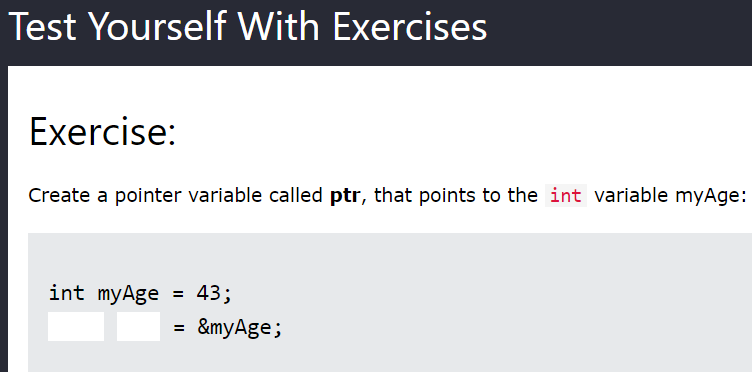 Test Yourself With Exercises
Exercise:
Create a pointer variable called ptr, that points to the int variable myAge:
int myAge = 43;
= &myAge;